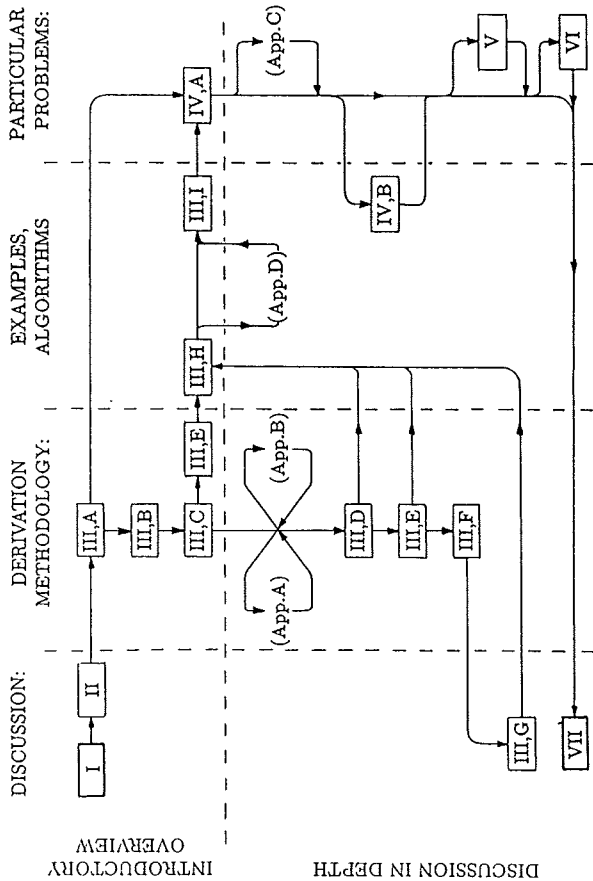 DISCUSSION:
DERIVATION
METHODOLOGY:
EXAMPLES,
ALGORITHMS
PARTICULAR
PROBLEMS:
INTRODUCTORY
OVERVIEW
I
II
III,A
III,B
III,C
III,E
III,H
III,I
IV,A
DISCUSSION IN DEPTH
(App.A)
(App.B)
(App.D)
(App.C)
III,D
III,E
III,F
III,G
IV,B
V
VI
VII